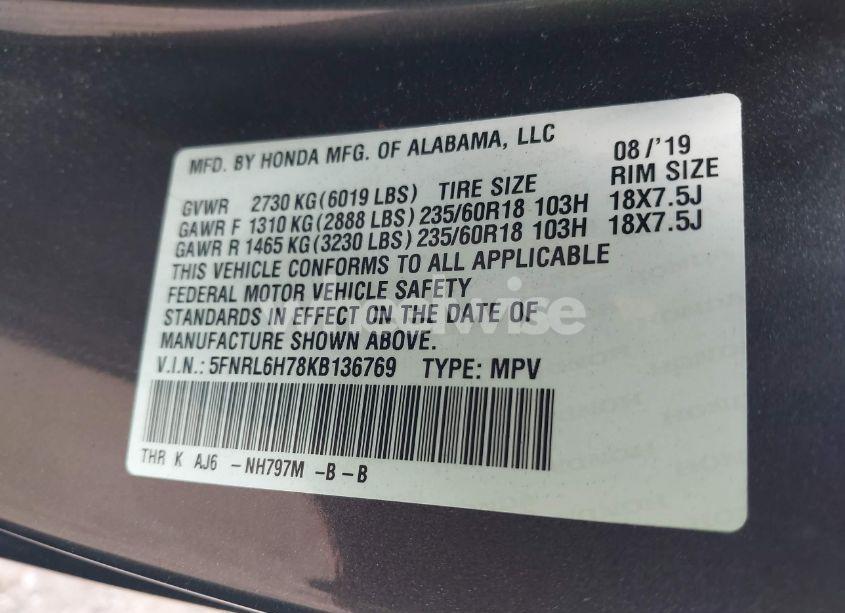 MFD. BY HONDA MFG. OF ALABAMA, LLC 08/'19
GVWR 2730 KG(6019 LBS) TIRE SIZE RIM SIZE
GAWR F 1310 KG(2888 LBS) 235/60R18 103H 18X7.5J
GAWR R 1465 KG(3230 LBS) 235/60R18 103H 18X7.5J
THIS VEHICLE CONFORMS TO ALL APPLICABLE
FEDERAL MOTOR VEHICLE SAFETY
STANDARDS IN EFFECT ON THE DATE OF
MANUFACTURE SHOWN ABOVE.
V.I.N.: 5FNRL6H78KB136769 TYPE: MPV
THR K AJ6 -NH797M -B-B